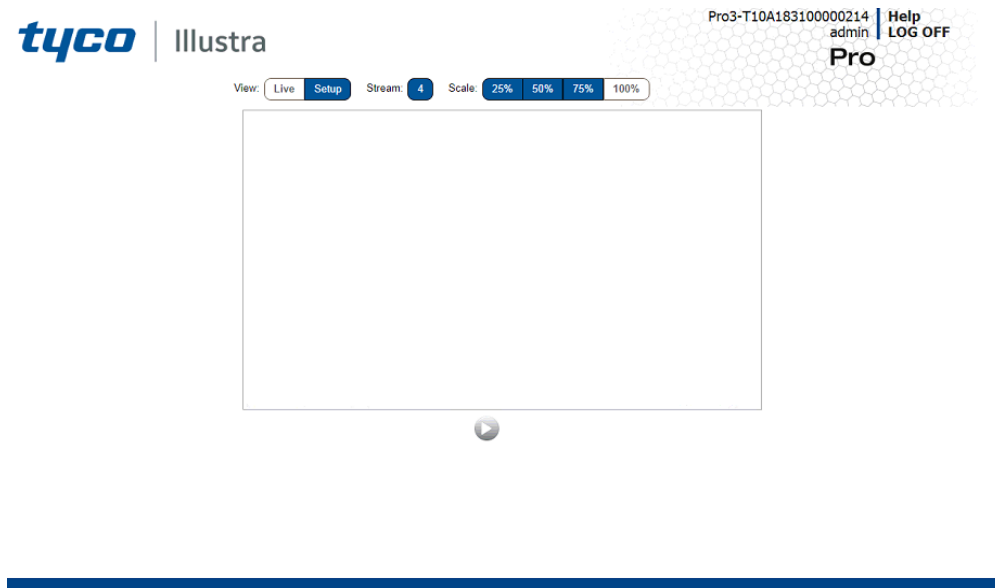 tyco | Illustra
Pro3-T10A183100000214 Help
admin LOG OFF
Pro
View: Live Setup Stream: 4 Scale: 25% 50% 75% 100%